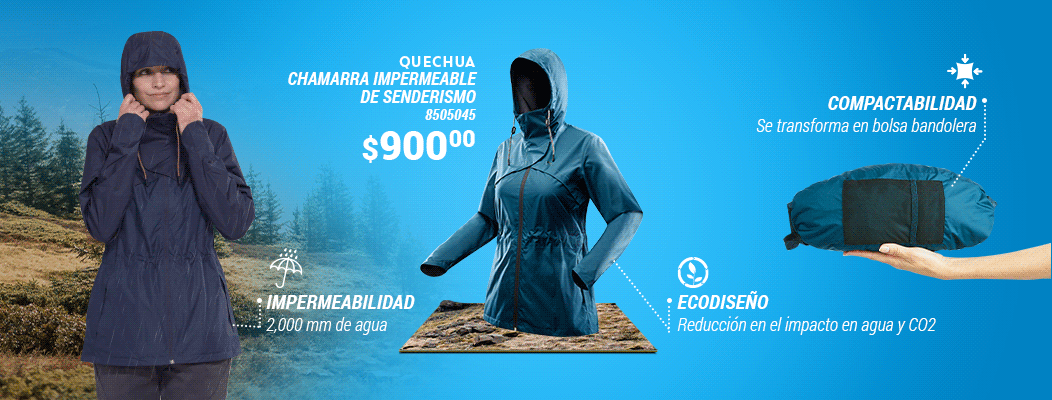 QUECHUA
CHAMARRA IMPERMEABLE
DE SENDERISMO
8505045
$900⁰⁰
COMPACTABILIDAD
Se transforma en bolsa bandolera
IMPERMEABILIDAD
2,000 mm de agua
ECODISEÑO
Reducción en el impacto en agua y CO2